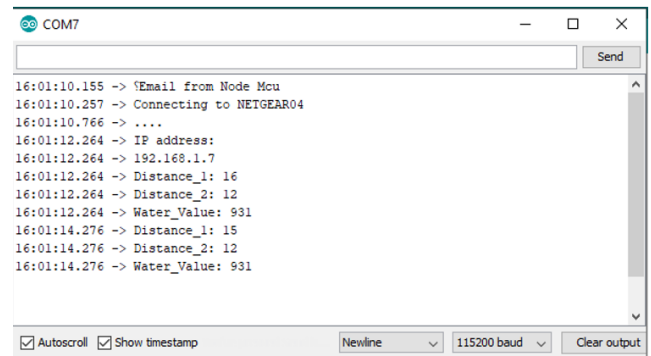 COM7
Send
16:01:10.155 -> ⸮Email from Node Mcu
16:01:10.257 -> Connecting to NETGEAR04
16:01:10.766 -> ....
16:01:12.264 -> IP address:
16:01:12.264 -> 192.168.1.7
16:01:12.264 -> Distance_1: 16
16:01:12.264 -> Distance_2: 12
16:01:12.264 -> Water_Value: 931
16:01:14.276 -> Distance_1: 15
16:01:14.276 -> Distance_2: 12
16:01:14.276 -> Water_Value: 931
Autoscroll Show timestamp Newline 115200 baud Clear output